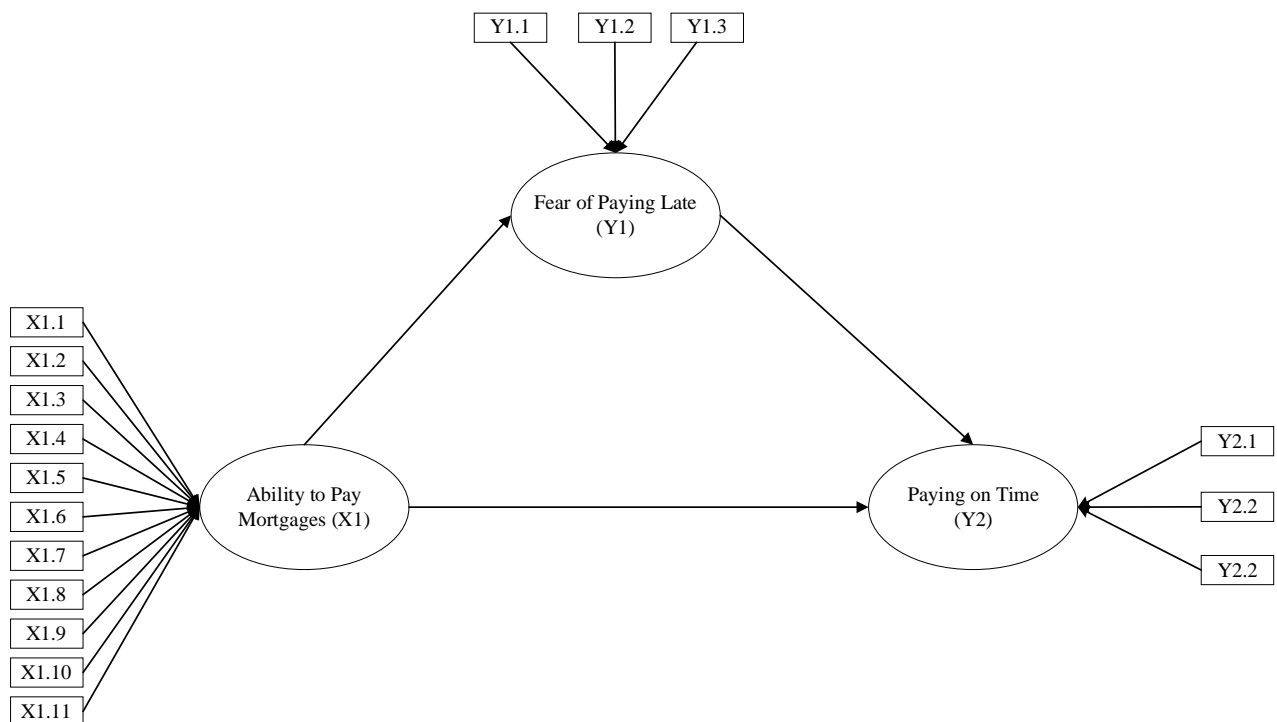 Y1.1
Y1.2
Y1.3
Fear of Paying Late
(Y1)
X1.1
X1.2
X1.3
X1.4
X1.5
X1.6
X1.7
X1.8
X1.9
X1.10
X1.11
Ability to Pay
Mortgages (X1)
Paying on Time
(Y2)
Y2.1
Y2.2
Y2.2